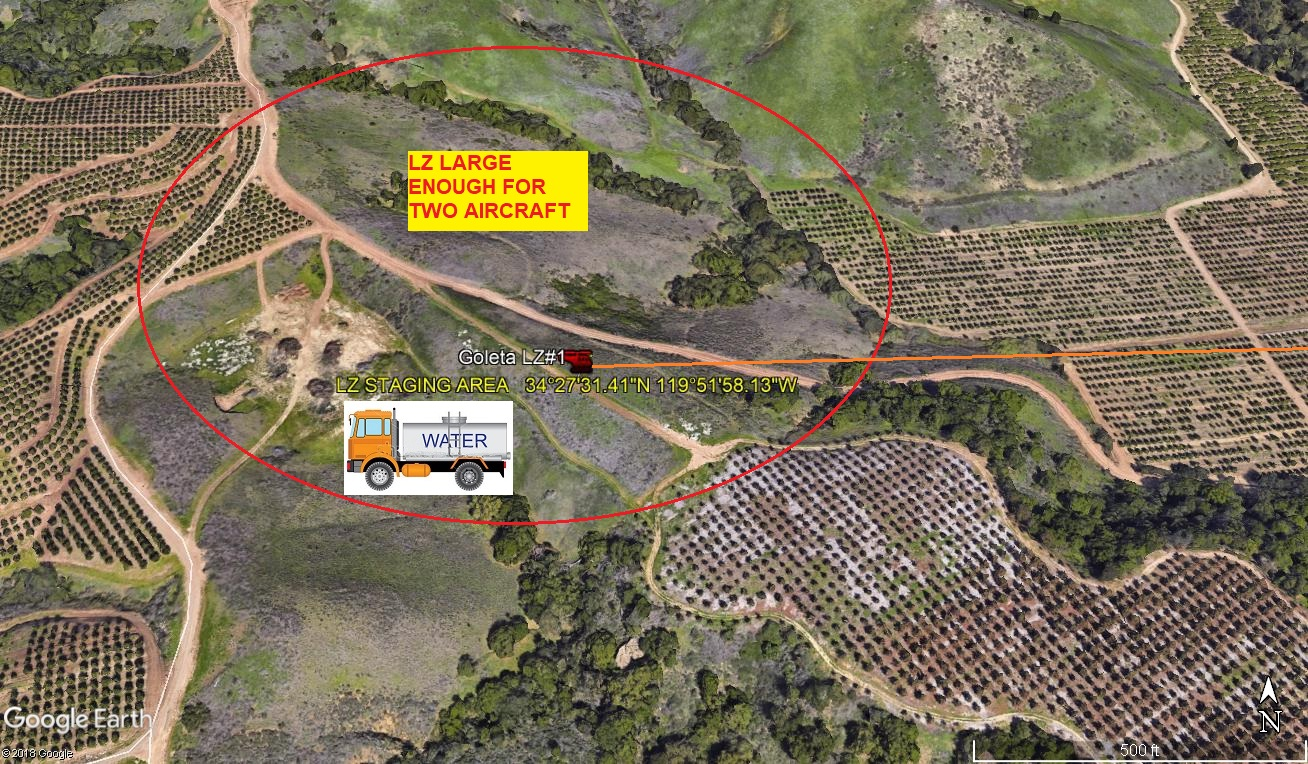 LZ LARGE
ENOUGH FOR
TWO AIRCRAFT
Goleta LZ#1
LZ STAGING AREA 34°27'31.41"N 119°51'58.13"W
WATER
Google Earth
© 2018 Google
N
500 ft